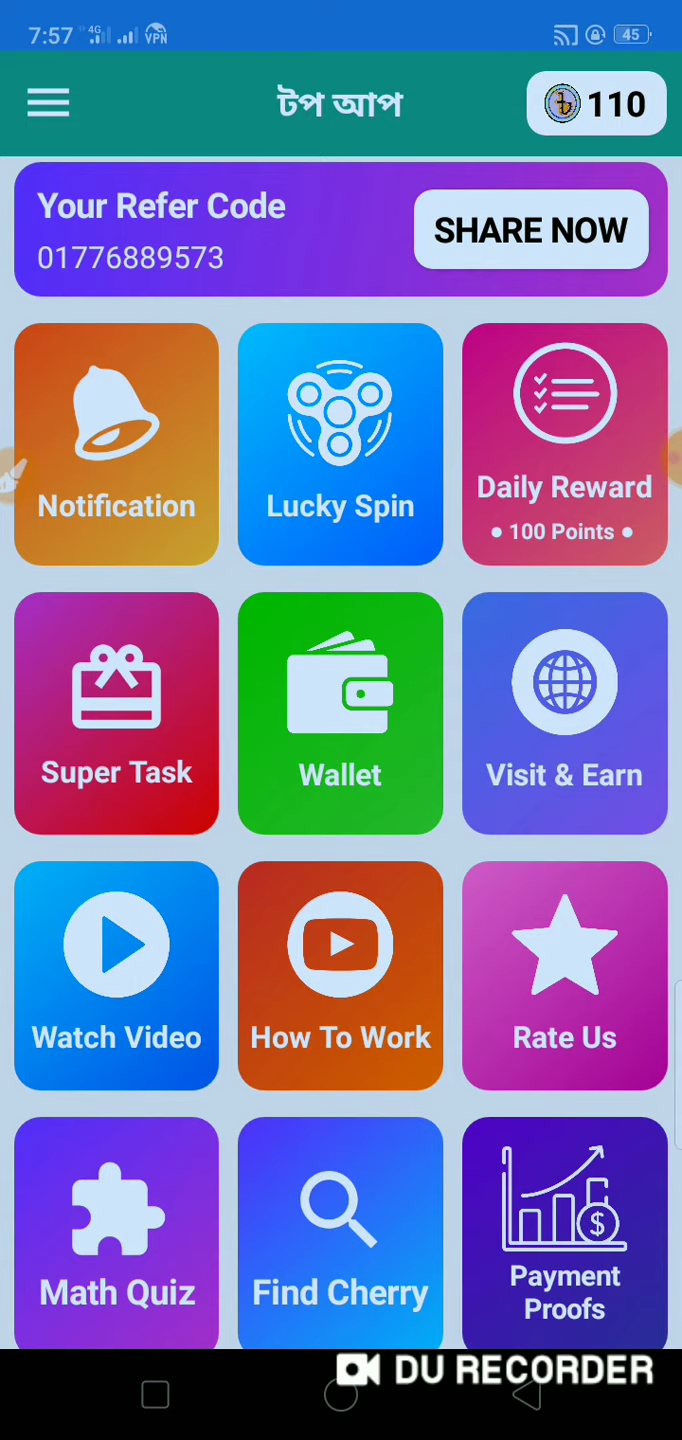 7:57 4G VPN 45
টপ আপ
110
Your Refer Code
01776889573
SHARE NOW
Notification
Lucky Spin
Daily Reward
• 100 Points •
Super Task
Wallet
Visit & Earn
Watch Video
How To Work
Rate Us
Math Quiz
Find Cherry
Payment
Proofs
DU RECORDER